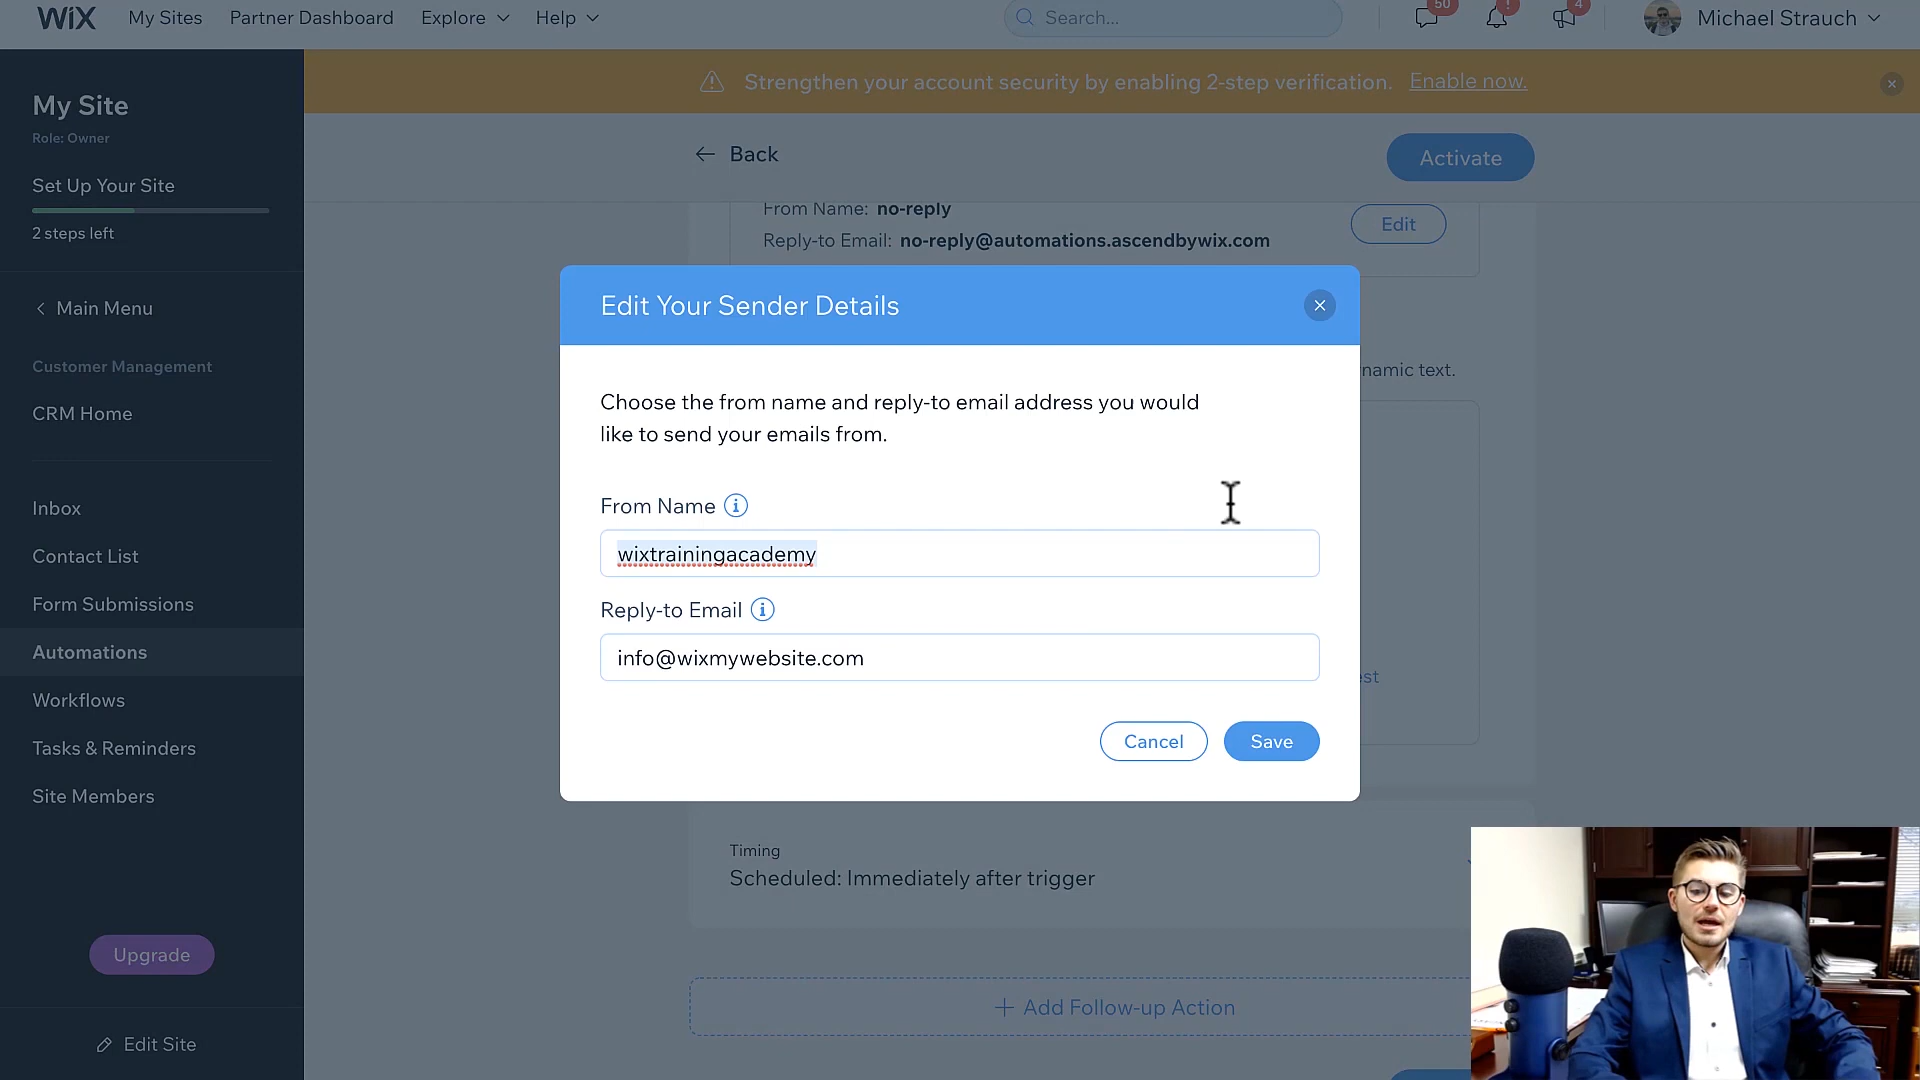 WiX
My Sites
Partner Dashboard
Explore
Help
Search...
50
!
4
Michael Strauch
Strengthen your account security by enabling 2-step verification. Enable now.
My Site
Role: Owner
Set Up Your Site
2 steps left
Main Menu
Customer Management
CRM Home
Inbox
Contact List
Form Submissions
Automations
Workflows
Tasks & Reminders
Site Members
Upgrade
Edit Site
Back
Activate
From Name: no-reply
Reply-to Email: no-reply@automations.ascendbywix.com
Edit
namic text.
Edit Your Sender Details
Choose the from name and reply-to email address you would
like to send your emails from.
From Name
wixtrainingacademy
Reply-to Email
info@wixmywebsite.com
Cancel
Save
est
Timing
Scheduled: Immediately after trigger
+ Add Follow-up Action